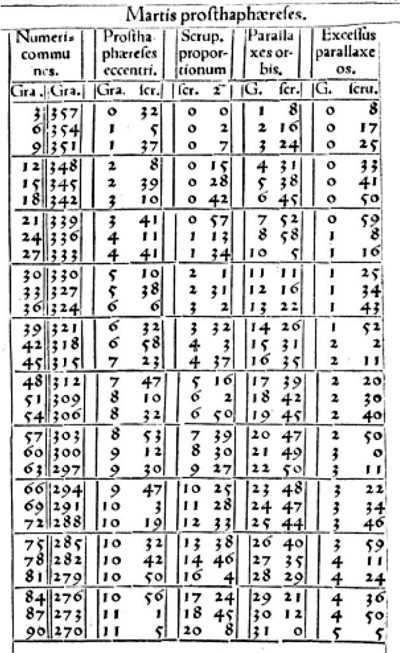 Martis proſthaphæreſes.
Numeri= Proſtha Scrup. Paralla Exceſſus
commu phæreſes propor- xes or- parallaxe
nes. eccentri. tionum bis. os.
Gra. Gra. Gra. ſcr. ſcr. 2 G. ſcr. G. ſcru.
3 357 0 32 0 0 1 8 0 8
6 354 1 5 0 2 2 16 0 17
9 351 1 37 0 7 3 24 0 25
12 348 2 8 0 15 4 31 0 33
15 345 2 39 0 28 5 38 0 41
18 342 3 10 0 42 6 45 0 50
21 339 3 41 0 57 7 52 0 59
24 336 4 11 1 13 8 58 1 8
27 333 4 41 1 34 10 5 1 16
30 330 5 10 2 1 11 11 1 25
33 327 5 38 2 31 12 16 1 34
36 324 6 6 3 2 13 22 1 43
39 321 6 32 3 32 14 26 1 52
42 318 6 58 4 3 15 31 2 2
45 315 7 23 4 37 16 35 2 11
48 312 7 47 5 16 17 39 2 20
51 309 8 10 6 2 18 42 2 30
54 306 8 32 6 50 19 45 2 40
57 303 8 53 7 39 20 47 2 50
60 300 9 12 8 30 21 49 3 0
63 297 9 30 9 27 22 50 3 11
66 294 9 47 10 25 23 48 3 22
69 291 10 3 11 28 24 47 3 34
72 288 10 19 12 33 25 44 3 46
75 285 10 32 13 38 26 40 3 59
78 282 10 42 14 46 27 35 4 11
81 279 10 50 16 4 28 29 4 24
84 276 10 56 17 24 29 21 4 36
87 273 11 1 18 45 30 12 4 50
90 270 11 5 20 8 31 0 5 5